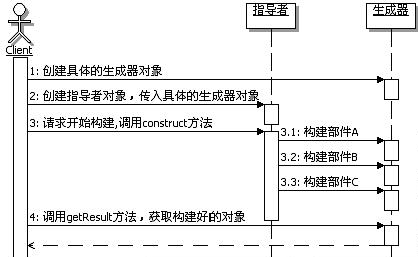 指导者
生成器
Client
1: 创建具体的生成器对象
2: 创建指导者对象，传入具体的生成器对象
3: 请求开始构建,调用construct方法
3.1: 构建部件A
3.2: 构建部件B
3.3: 构建部件C
4: 调用getResult方法，获取构建好的对象